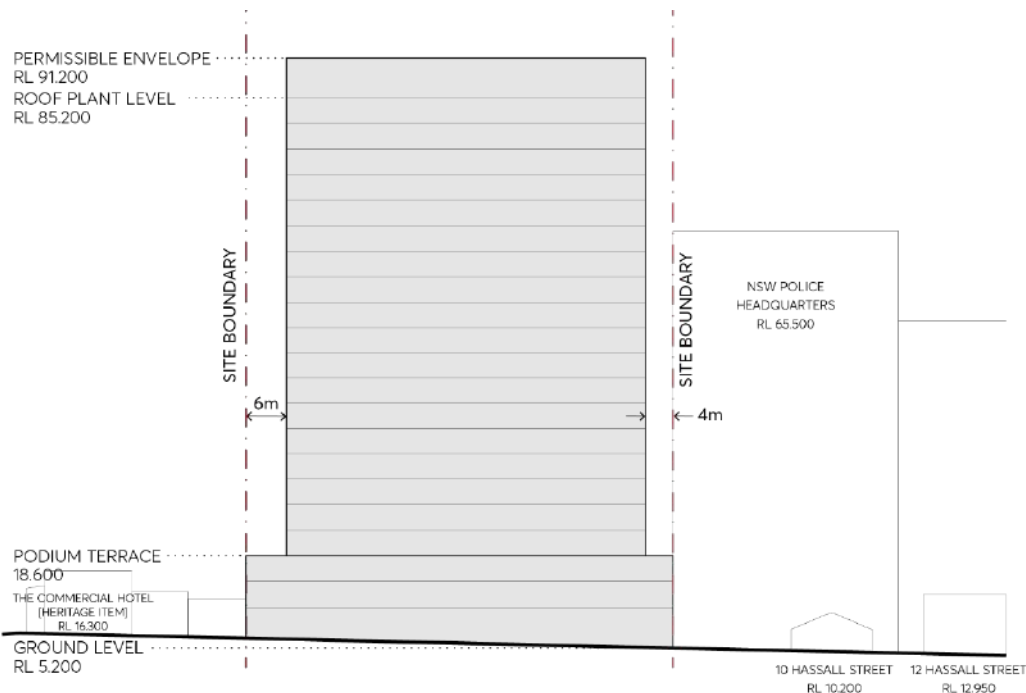 PERMISSIBLE ENVELOPE
RL 91.200
ROOF PLANT LEVEL
RL 85.200
SITE BOUNDARY
SITE BOUNDARY
NSW POLICE
HEADQUARTERS
RL 65.500
6m
4m
PODIUM TERRACE
18.600
THE COMMERCIAL HOTEL
[HERITAGE ITEM]
RL 16.300
GROUND LEVEL
RL 5.200
10 HASSALL STREET
RL 10.200
12 HASSALL STREET
RL 12.950